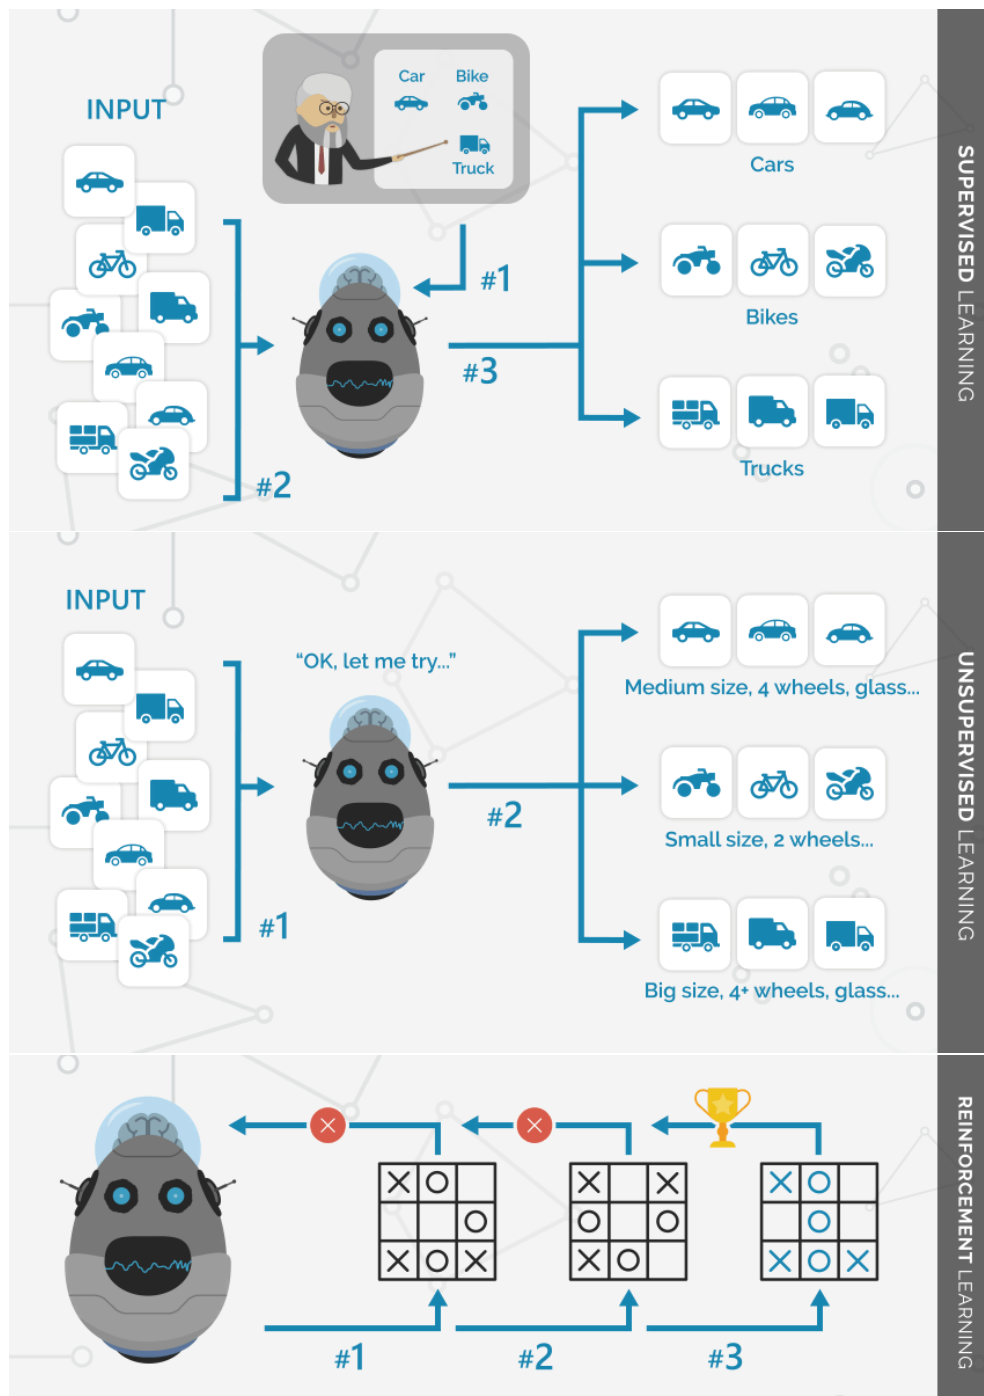 INPUT
Car
Bike
Truck
#1
#2
#3
Cars
Bikes
Trucks
SUPERVISED LEARNING
INPUT
“OK, let me try...”
#1
#2
Medium size, 4 wheels, glass...
Small size, 2 wheels...
Big size, 4+ wheels, glass...
UNSUPERVISED LEARNING
X O
O
X O X
X X
O O
X O
X O
O
X O X
#1
#2
#3
REINFORCEMENT LEARNING